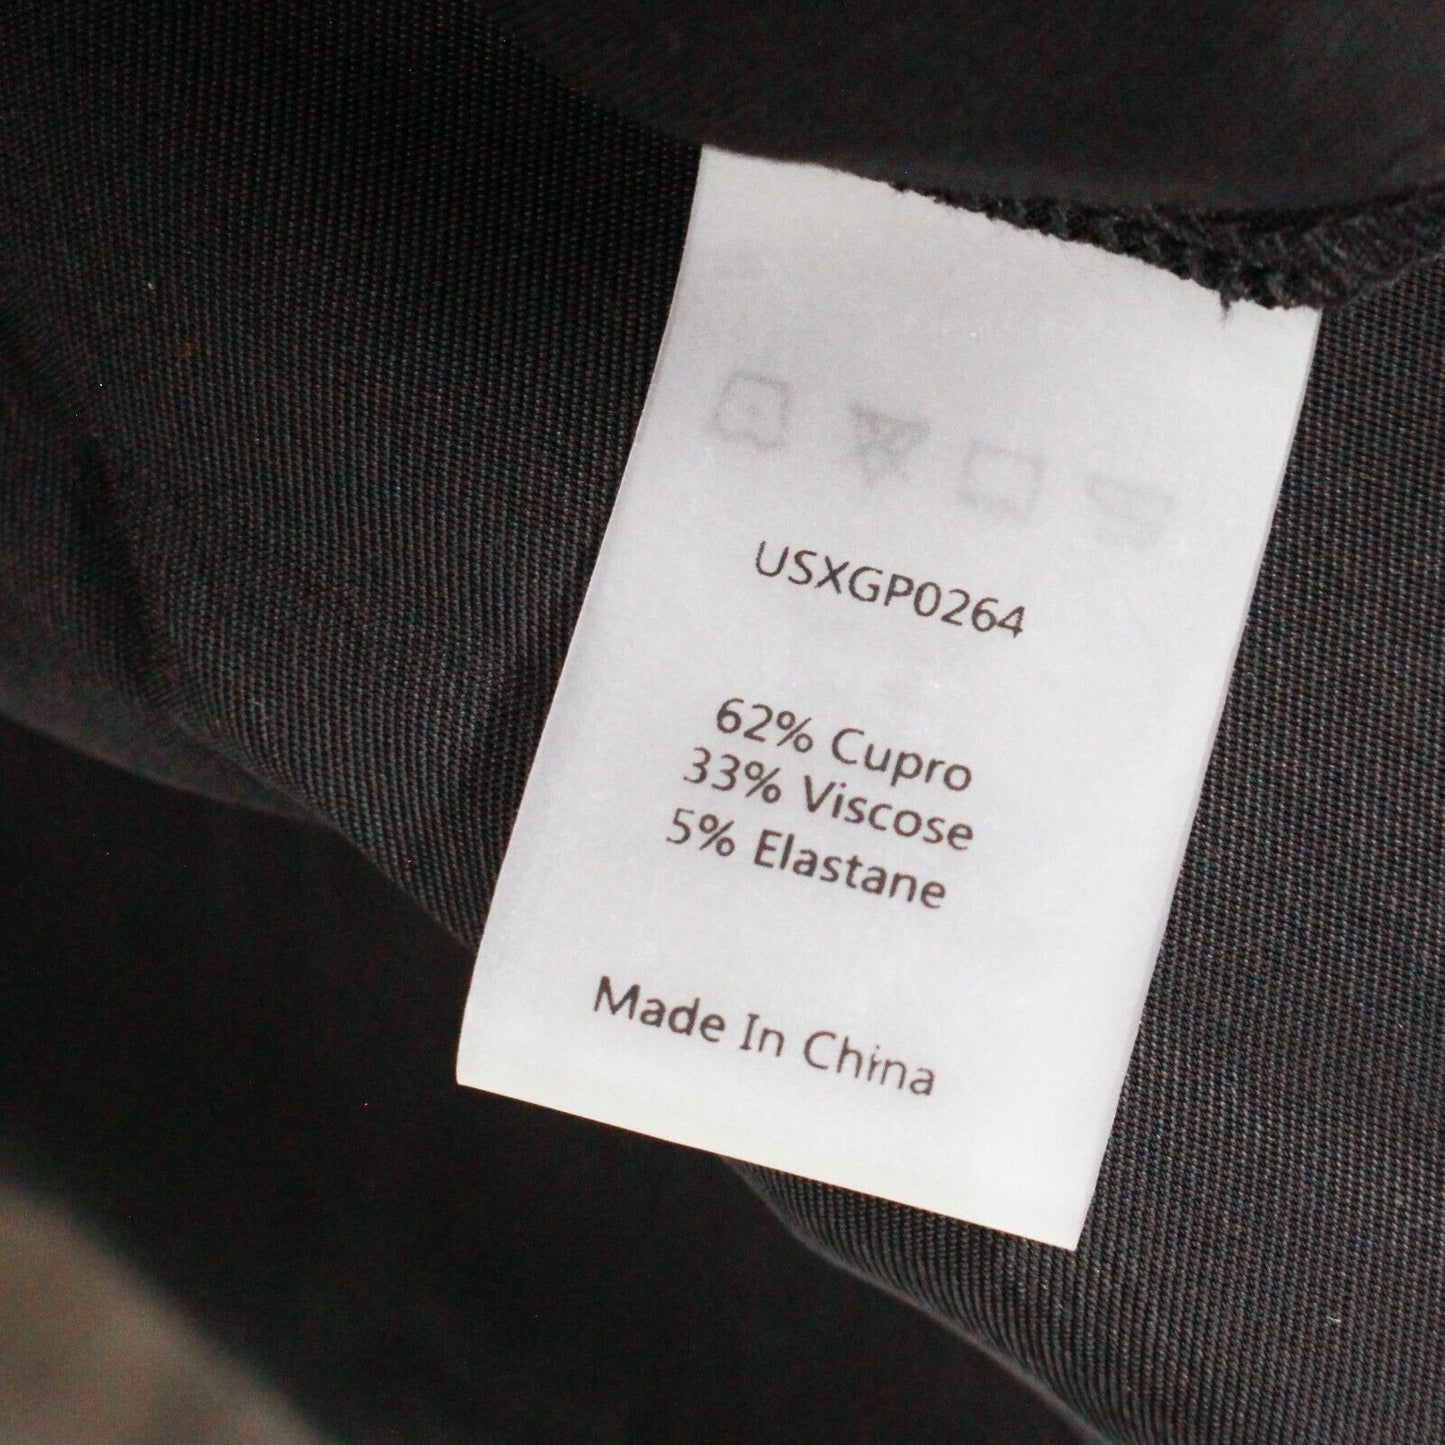 USXGP0264
62% Cupro
33% Viscose
5% Elastane
Made In China